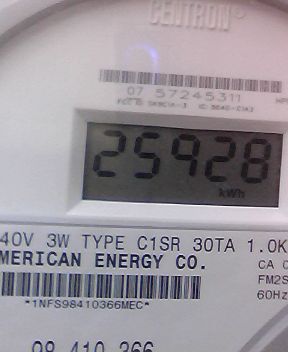 CENTRON®
07 57245311
25928
kWh
40V 3W TYPE C1SR 30TA 1.0K
MERICAN ENERGY CO.
CA 0
FM2S
*1NFS98410366MEC*
60Hz
98 410 366